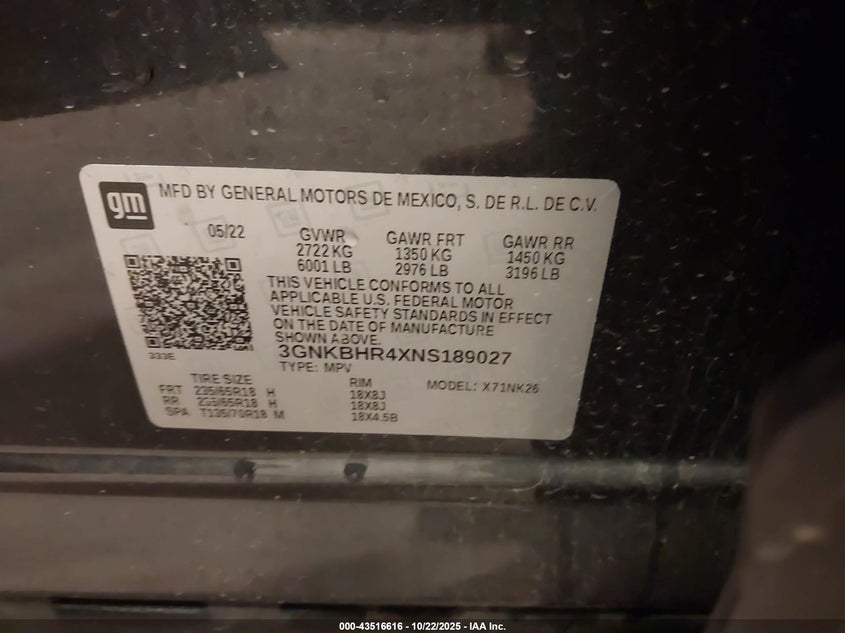 gm
MFD BY GENERAL MOTORS DE MEXICO, S. DE R.L. DE C.V.
05/22
GVWR
2722 KG
6001 LB
GAWR FRT
1350 KG
2976 LB
GAWR RR
1450 KG
3196 LB
THIS VEHICLE CONFORMS TO ALL
APPLICABLE U.S. FEDERAL MOTOR
VEHICLE SAFETY STANDARDS IN EFFECT
ON THE DATE OF MANUFACTURE
SHOWN ABOVE.
333E
3GNKBHR4XNS189027
TYPE: MPV
TIRE SIZE RIM MODEL: X71NK26
FRT 235/65R18 H 18X8J
RR 235/65R18 H 18X8J
SPA T135/70R18 M 18X4.5B
000-43516616 - 10/22/2025 - IAA Inc.